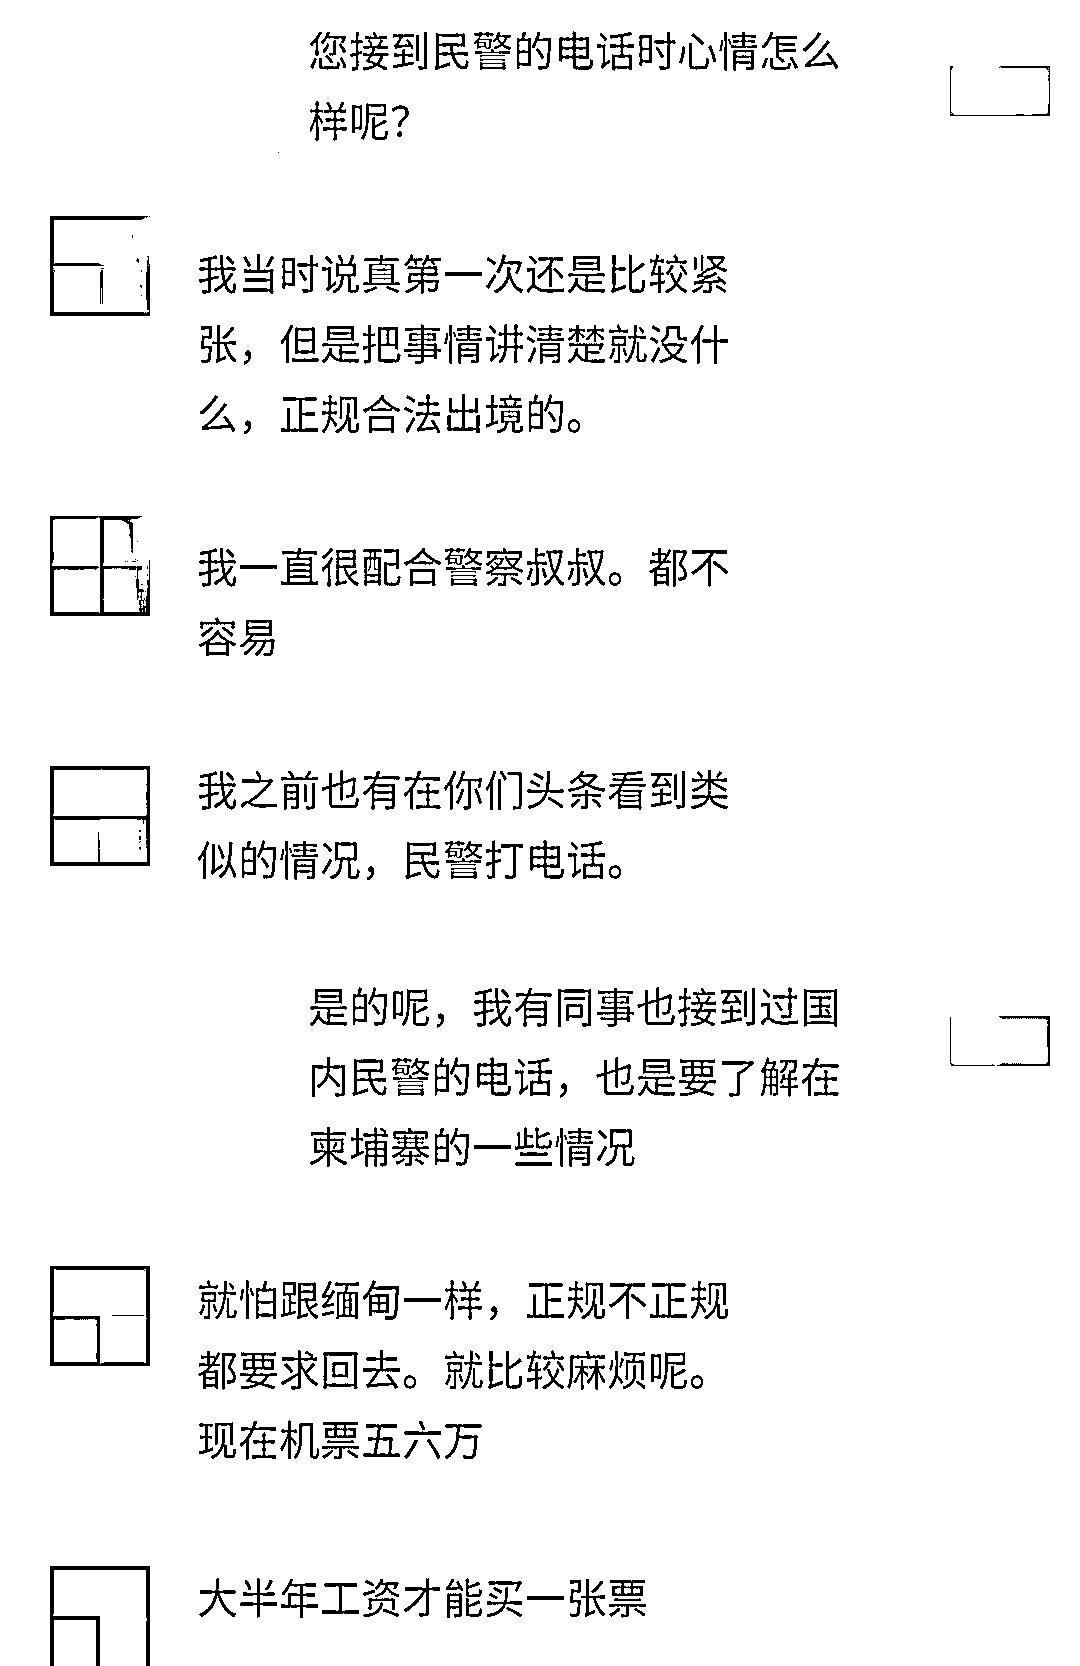 您接到民警的电话时心情怎么
样呢？
我当时说真第一次还是比较紧
张，但是把事情讲清楚就没什
么，正规合法出境的。
我一直很配合警察叔叔。都不
容易
我之前也有在你们头条看到类
似的情况，民警打电话。
是的呢，我有同事也接到过国
内民警的电话，也是要了解在
柬埔寨的一些情况
就怕跟缅甸一样，正规不正规
都要求回去。就比较麻烦呢。
现在机票五六万
大半年工资才能买一张票